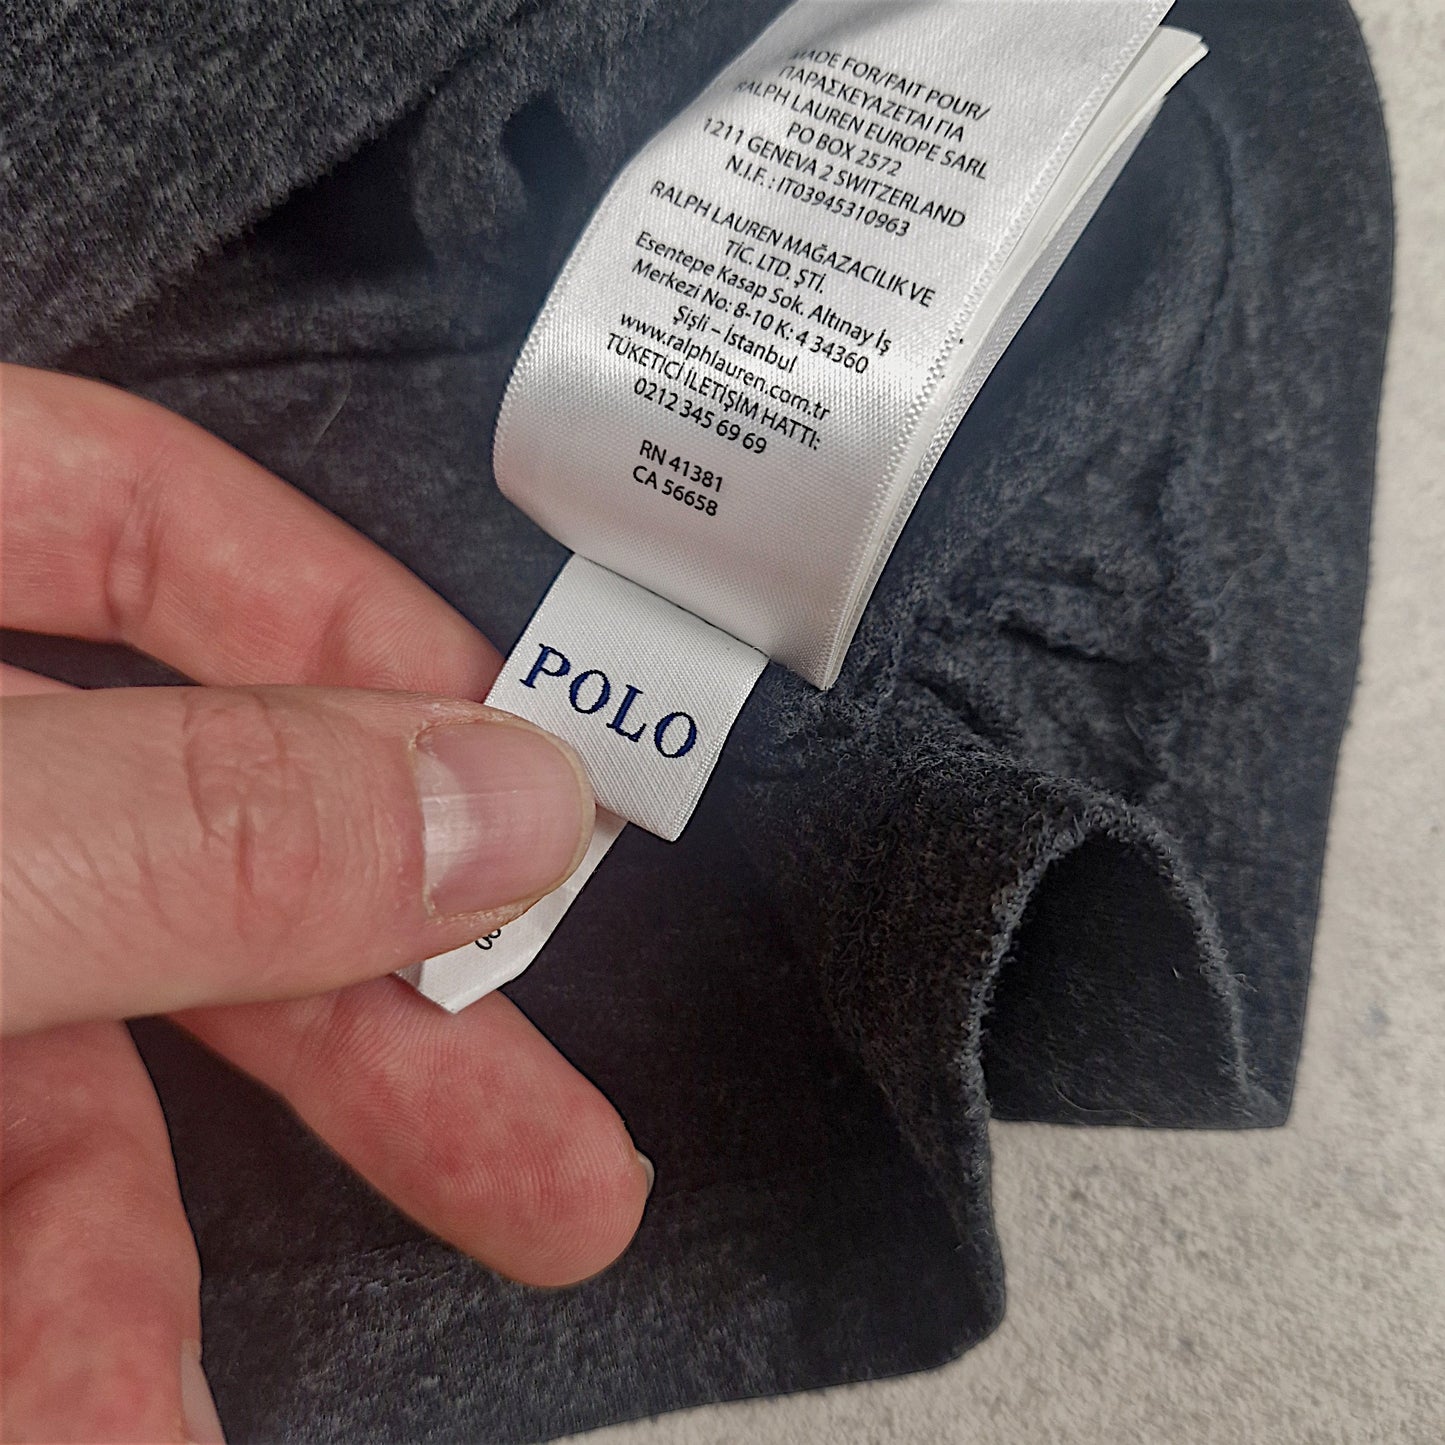 MADE FOR/FAIT POUR/
ΠΑΡΑΣΚΕΥΑΖΕΤΑΙ ΓΙΑ
RALPH LAUREN EUROPE SARL
PO BOX 2572
1211 GENEVA 2 SWITZERLAND
N.I.F. : IT03945310963
RALPH LAUREN MAĞAZACILIK VE
TİC. LTD. ŞTİ.
Esentepe Kasap Sok. Altınay İş
Merkezi No: 8-10 K: 4 34360
Şişli – İstanbul
www.ralphlauren.com.tr
TÜKETİCİ İLETİŞİM HATTI:
0212 345 69 69
RN 41381
CA 56658
POLO